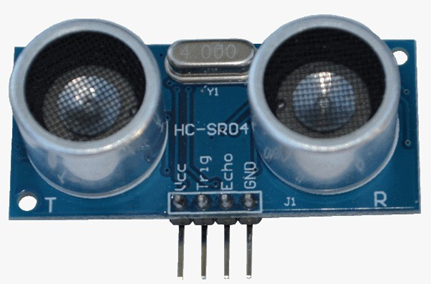 4.000
Y1
HC-SR04
Vcc
Trig
Echo
GND
T
J1
R